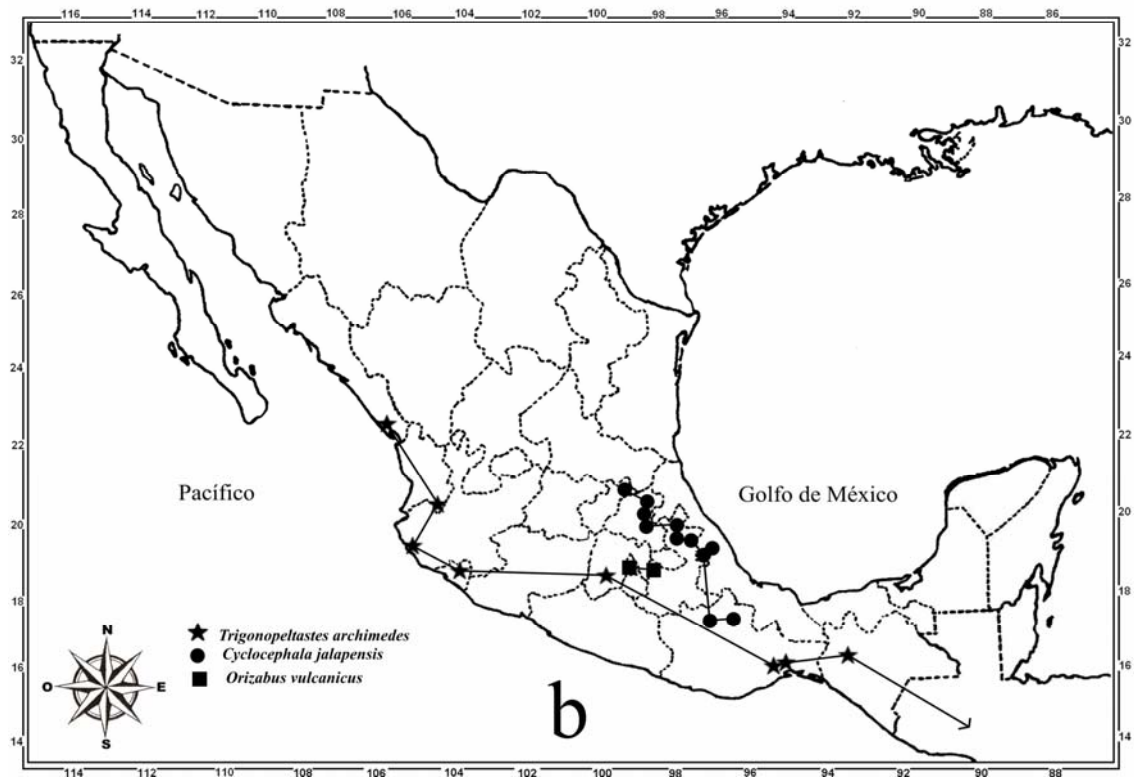 116 114 112 110 108 106 104 102 100 98 96 94 92 90 88 86
32 32
30 30
28 28
26 26
24 24
22 22
Pacífico Golfo de México
20 20
18 18
N
O E
S
Trigonopeltastes archimedes
Cyclocephala jalapensis
Orizabus vulcanicus
b
16 16
14 14
114 112 110 108 106 104 102 100 98 96 94 92 90 88